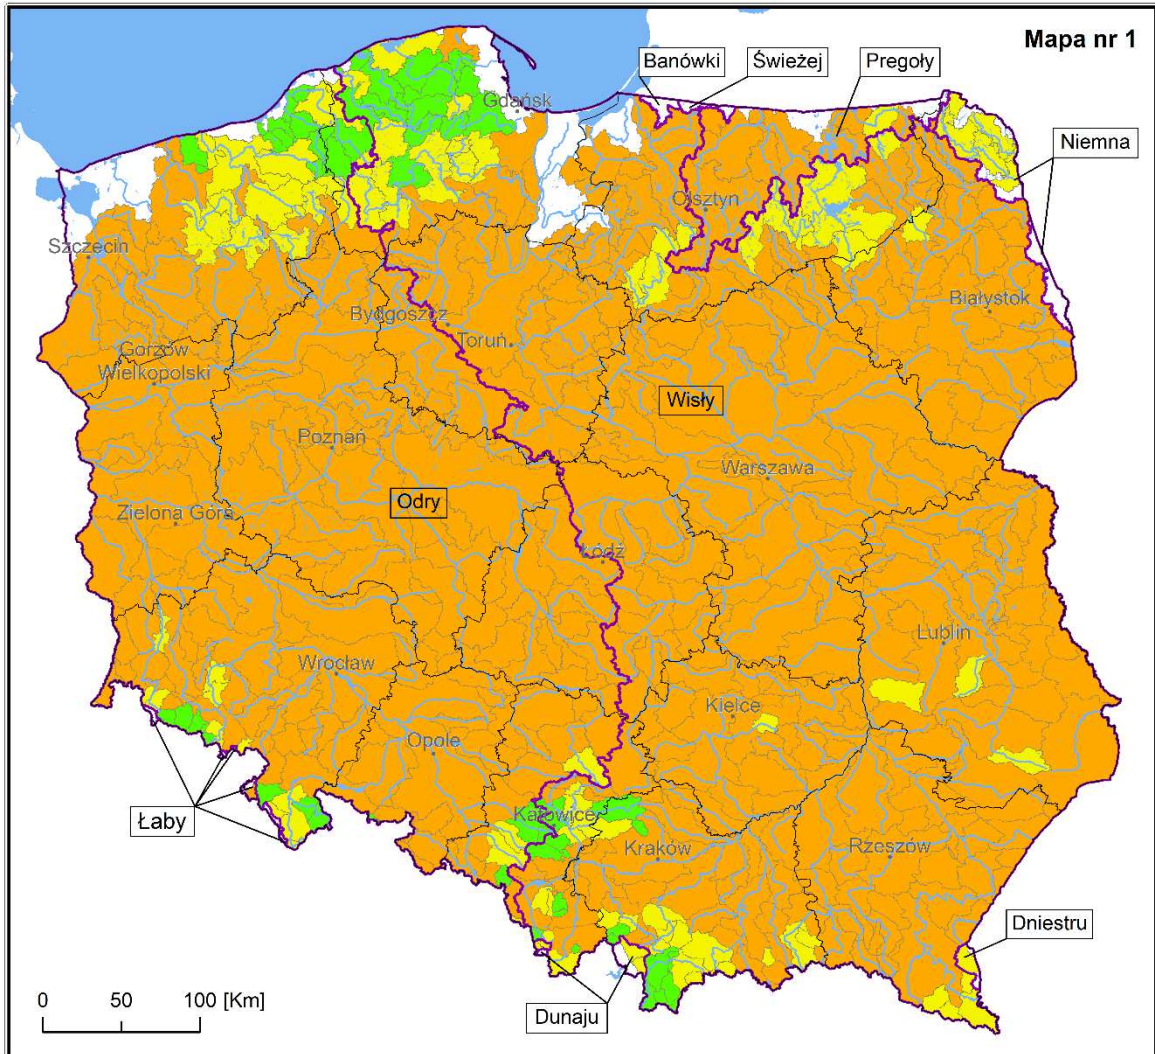 Mapa nr 1
Banówki
Świeżej
Pregoły
Gdańsk
Niemna
Olsztyn
Szczecin
Białystok
Bydgoszcz
Toruń
Gorzów
Wielkopolski
Wisły
Poznań
Warszawa
Odry
Zielona Góra
Łódź
Lublin
Wrocław
Kielce
Opole
Łaby
Katowice
Kraków
Rzeszów
Dniestru
0 50 100 [Km]
Dunaju